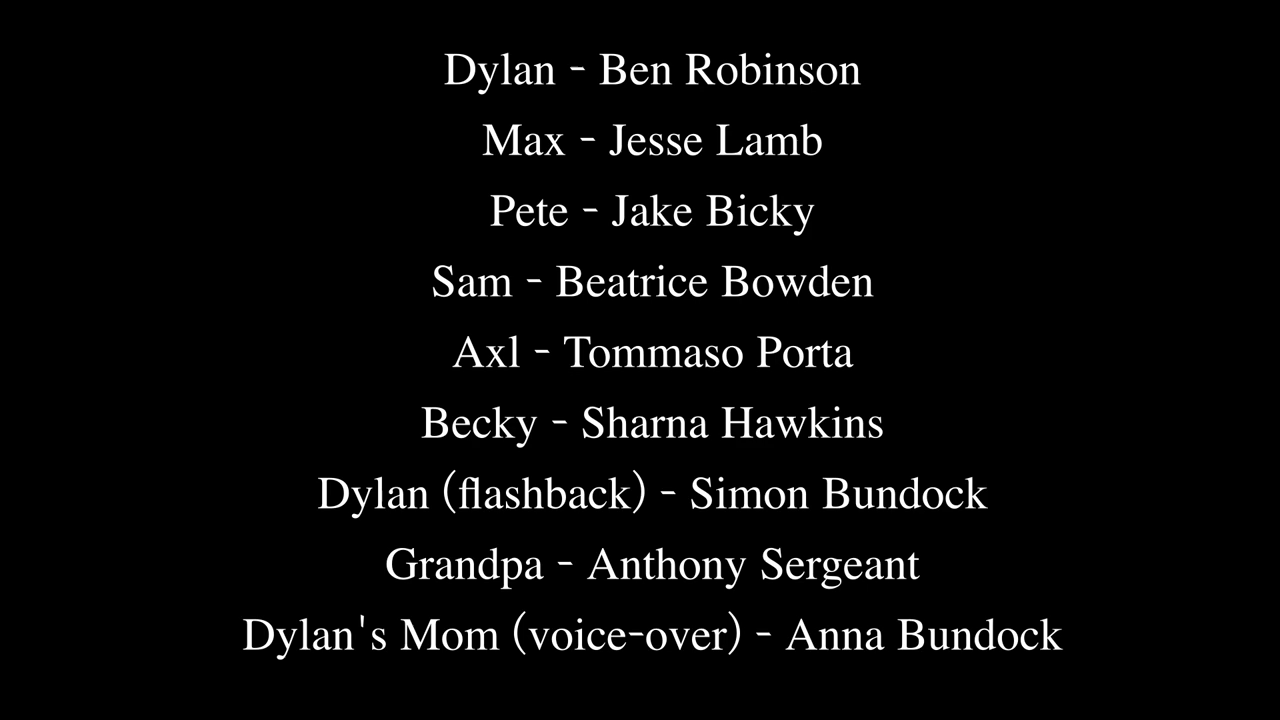 Dylan - Ben Robinson
Max - Jesse Lamb
Pete - Jake Bicky
Sam - Beatrice Bowden
Axl - Tommaso Porta
Becky - Sharna Hawkins
Dylan (flashback) - Simon Bundock
Grandpa - Anthony Sergeant
Dylan's Mom (voice-over) - Anna Bundock